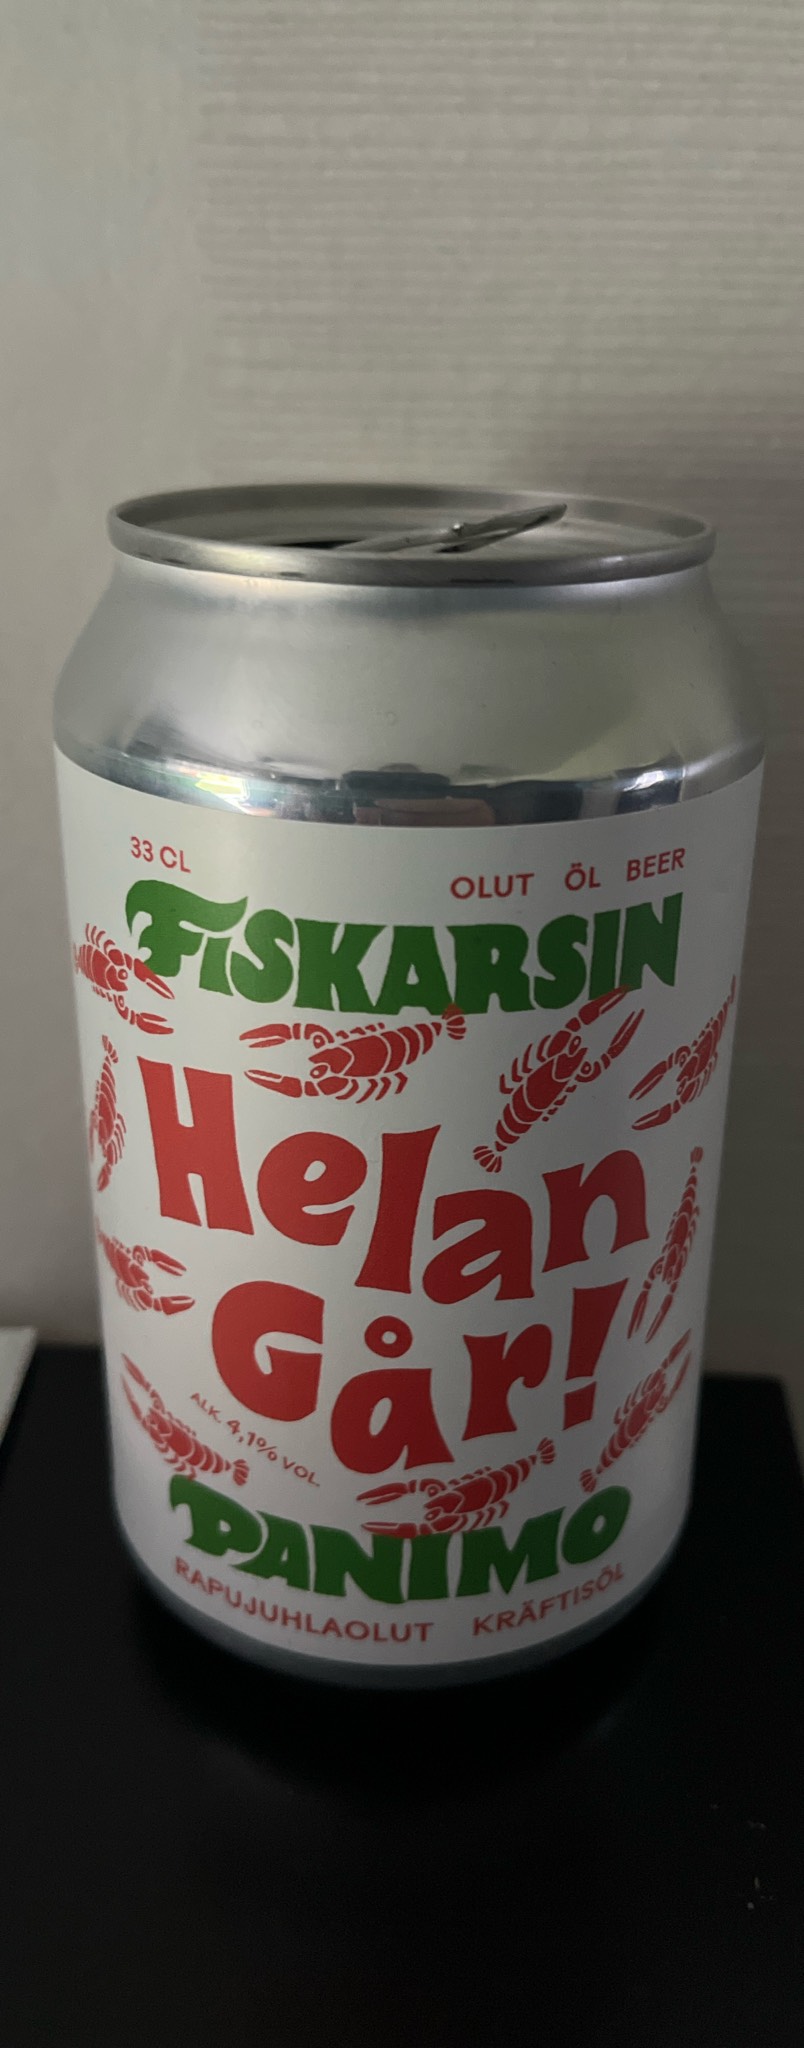 33 CL
OLUT ÖL BEER
FISKARSIN
Helan
Går!
ALK. 4,1% VOL.
PANIMO
RAPUJUHLAOLUT KRÄFTISÖL